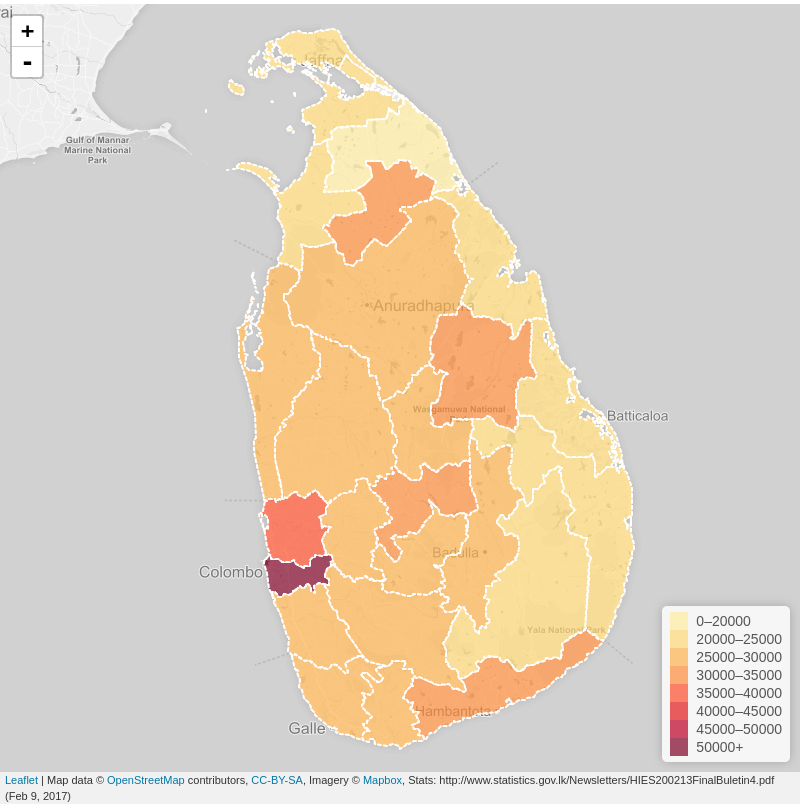 +
-
Jaffna
Gulf of Mannar
Marine National
Park
Anuradhapura
Wasgamuwa National
Batticaloa
Badulla
Colombo
Yala National Park
Hambantota
Galle
0–20000
20000–25000
25000–30000
30000–35000
35000–40000
40000–45000
45000–50000
50000+
Leaflet | Map data © OpenStreetMap contributors, CC-BY-SA, Imagery © Mapbox, Stats: http://www.statistics.gov.lk/Newsletters/HIES200213FinalBuletin4.pdf
(Feb 9, 2017)